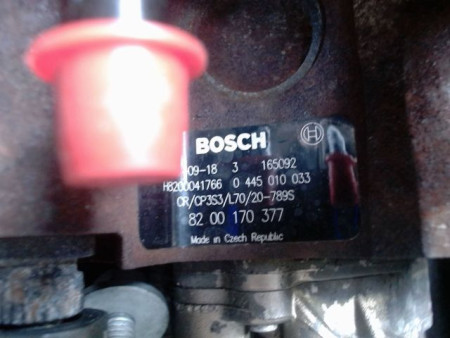 BOSCH
09-18 3 165092
H8200041766 0 445 010 033
CR/CP3S3/L70/20-789S
82 00 170 377
Made in Czech Republic